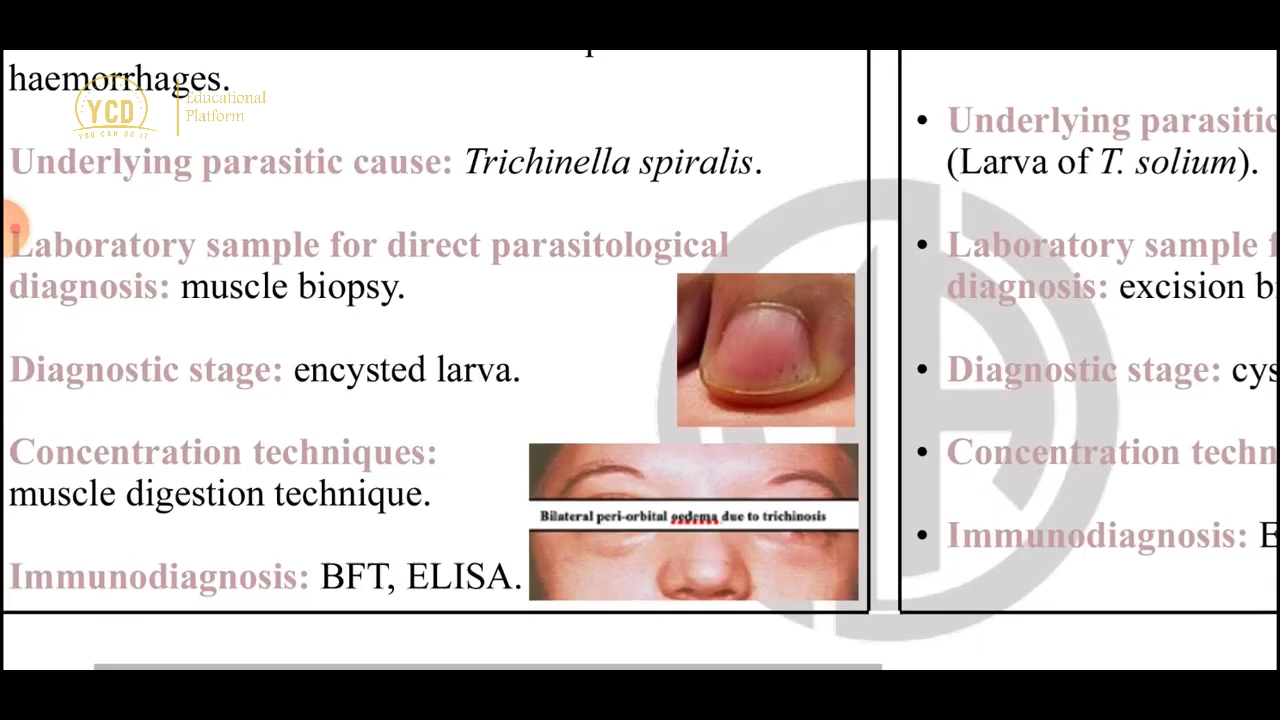 haemorrhages.
YCD
YOU CAN DO IT
Educational
Platform
Underlying parasitic cause: Trichinella spiralis.
Laboratory sample for direct parasitological
diagnosis: muscle biopsy.
Diagnostic stage: encysted larva.
Concentration techniques:
muscle digestion technique.
Bilateral peri-orbital oedema due to trichinosis
Immunodiagnosis: BFT, ELISA.
• Underlying parasitic
(Larva of T. solium).
• Laboratory sample f
diagnosis: excision b
• Diagnostic stage: cys
• Concentration techn
• Immunodiagnosis: E